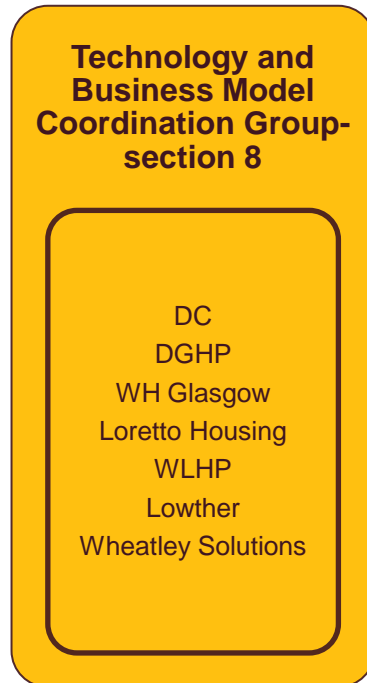 Technology and
Business Model
Coordination Group-
section 8
DC
DGHP
WH Glasgow
Loretto Housing
WLHP
Lowther
Wheatley Solutions